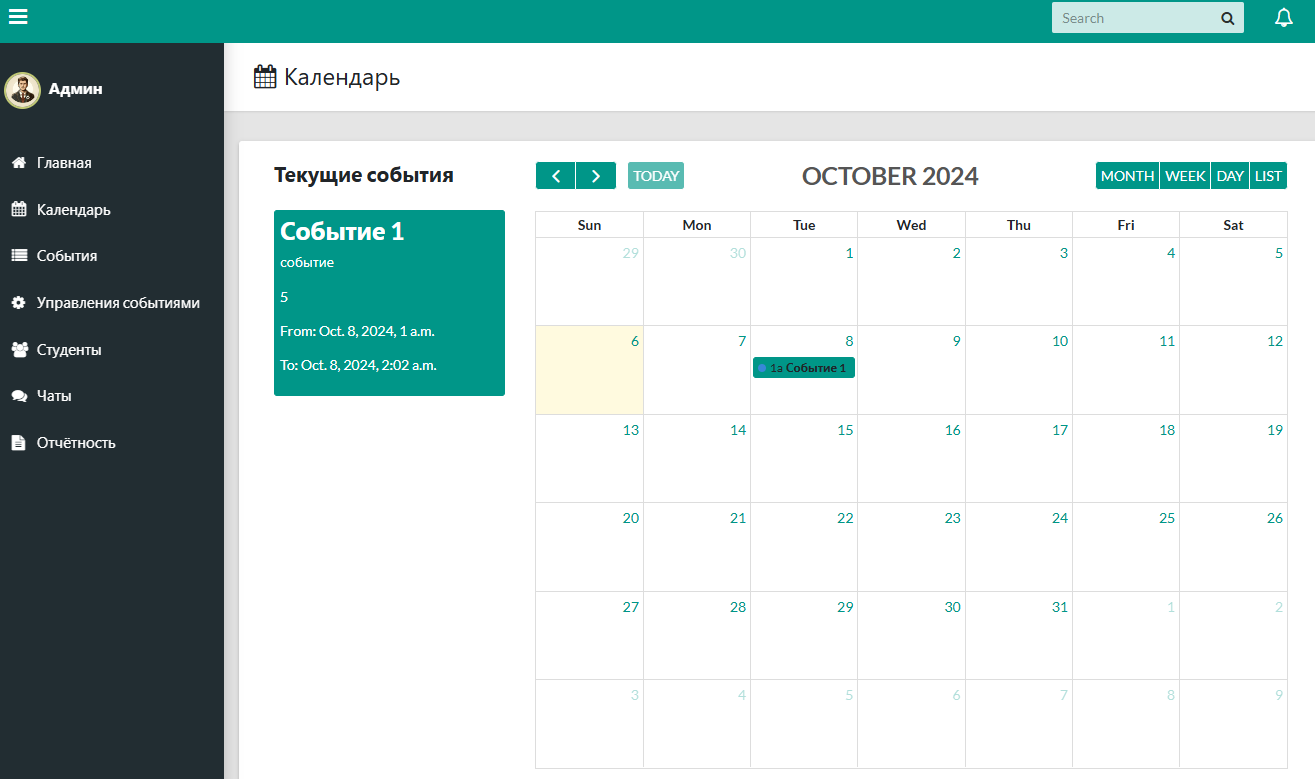 Search
Админ
Календарь
Главная
Календарь
События
Управления событиями
Студенты
Чаты
Отчётность
Текущие события
Событие 1
событие
5
From: Oct. 8, 2024, 1 a.m.
To: Oct. 8, 2024, 2:02 a.m.
TODAY
OCTOBER 2024
MONTH WEEK DAY LIST
Sun Mon Tue Wed Thu Fri Sat
29 30 1 2 3 4 5
6 7 8 9 10 11 12
1a Событие 1
13 14 15 16 17 18 19
20 21 22 23 24 25 26
27 28 29 30 31 1 2
3 4 5 6 7 8 9